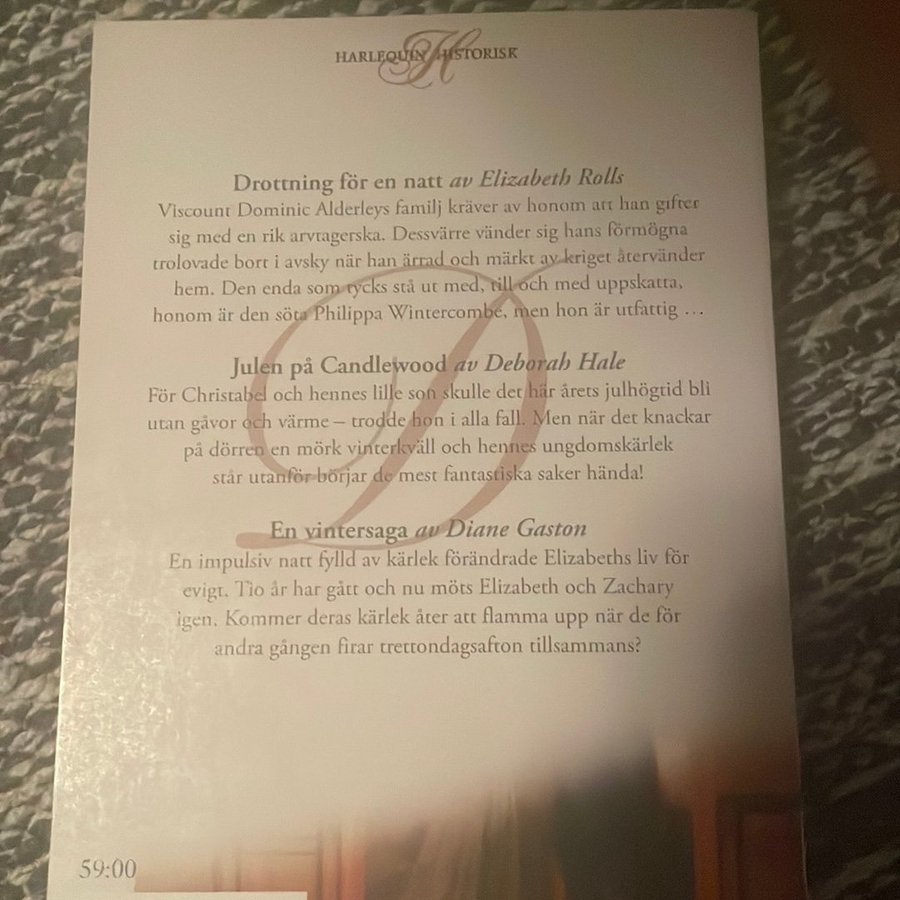 HARLEQUIN H HISTORISK
Drottning för en natt av Elizabeth Rolls
Viscount Dominic Alderleys familj kräver av honom att han gifter
sig med en rik arvtagerska. Dessvärre vänder sig hans förmögna
trolovade bort i avsky när han ärrad och märkt av kriget återvänder
hem. Den enda som tycks stå ut med, till och med uppskatta,
honom är den söta Philippa Wintercombe, men hon är utfattig …
Julen på Candlewood av Deborah Hale
För Christabel och hennes lille son skulle det här årets julhögtid bli
utan gåvor och värme – trodde hon i alla fall. Men när det knackar
på dörren en mörk vinterkväll och hennes ungdomskärlek
står utanför börjar de mest fantastiska saker hända!
D
En vintersaga av Diane Gaston
En impulsiv natt fylld av kärlek förändrade Elizabeths liv för
evigt. Tio år har gått och nu möts Elizabeth och Zachary
igen. Kommer deras kärlek åter att flamma upp när de för
andra gången firar trettondagsafton tillsammans?
59:00